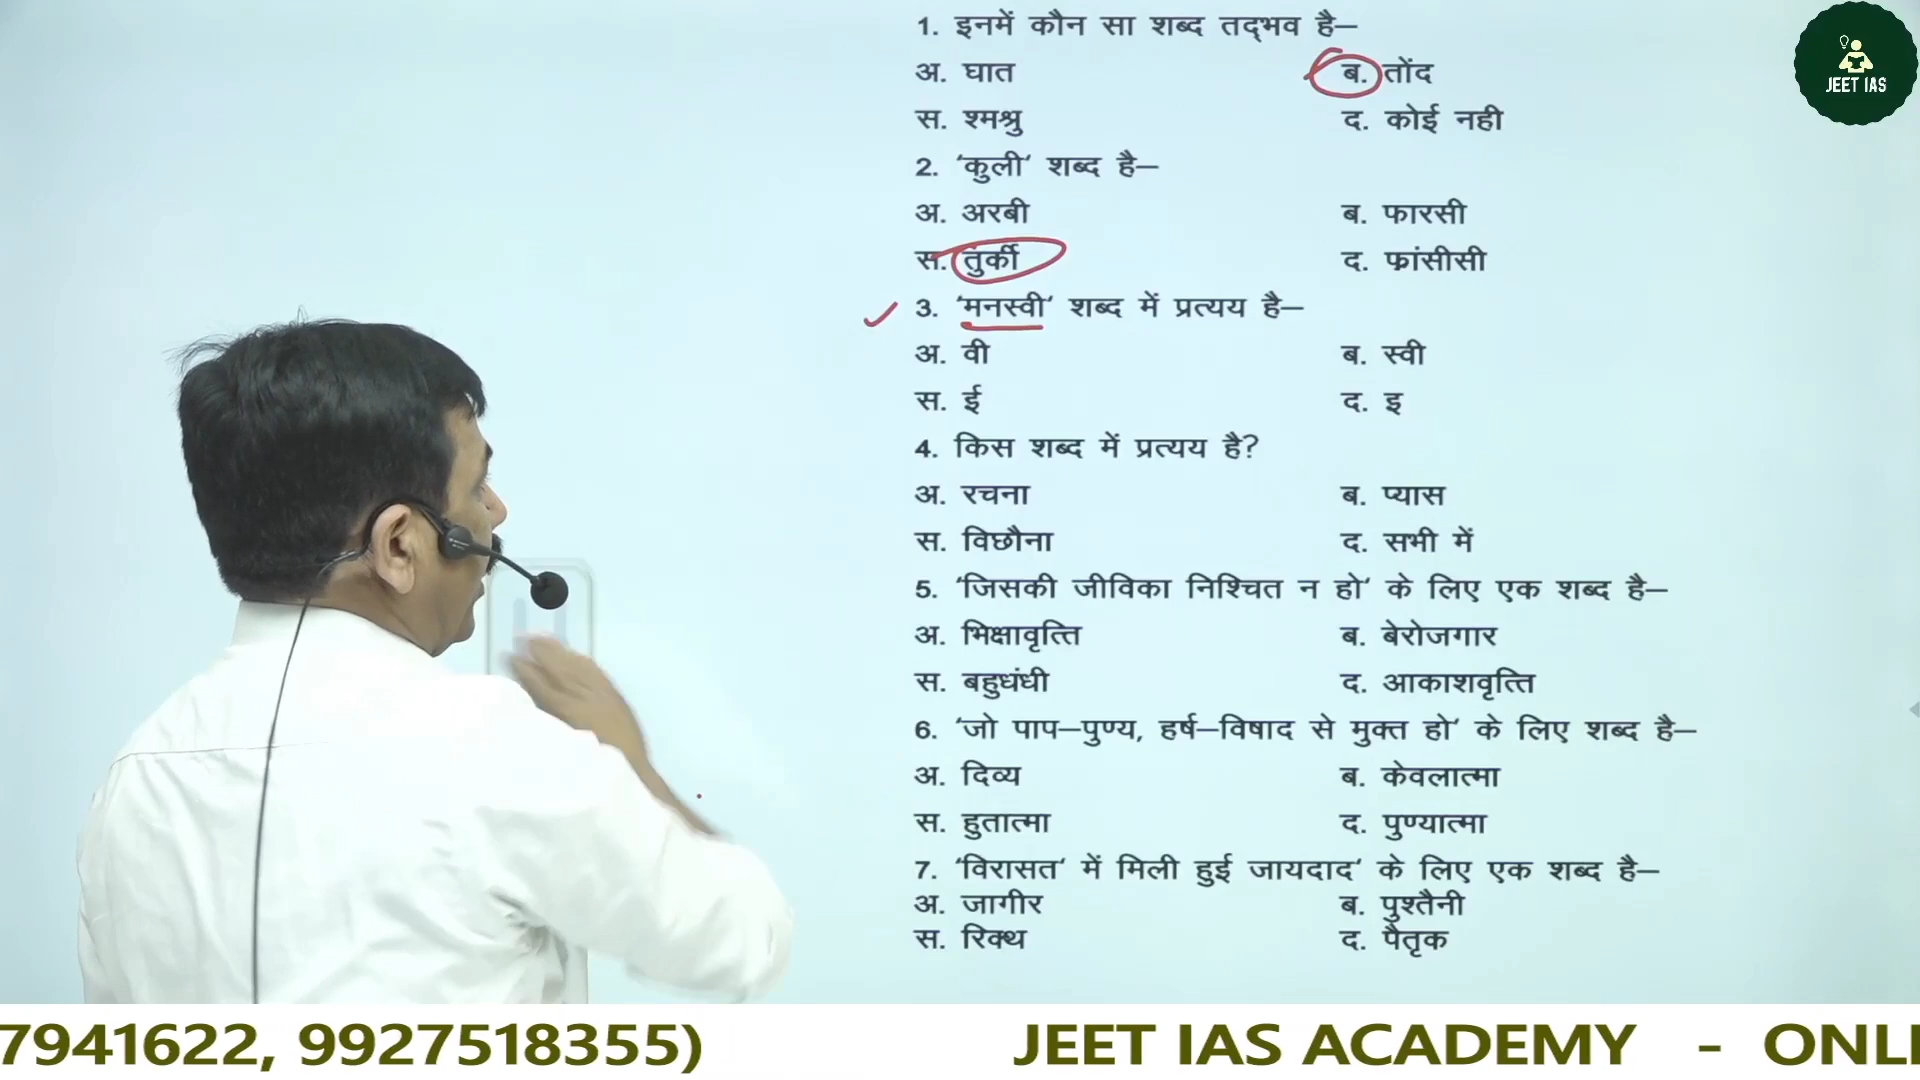 1. इनमें कौन सा शब्द तद्भव है–
अ. घात ब. तोंद
स. श्मश्रु द. कोई नही
2. 'कुली' शब्द है–
अ. अरबी ब. फारसी
स. तुर्की द. फ्रांसीसी
3. 'मनस्वी' शब्द में प्रत्यय है–
अ. वी ब. स्वी
स. ई द. इ
4. किस शब्द में प्रत्यय है?
अ. रचना ब. प्यास
स. विछौना द. सभी में
5. 'जिसकी जीविका निश्चित न हो' के लिए एक शब्द है–
अ. भिक्षावृत्ति ब. बेरोजगार
स. बहुधंधी द. आकाशवृत्ति
6. 'जो पाप–पुण्य, हर्ष–विषाद से मुक्त हो' के लिए शब्द है–
अ. दिव्य ब. केवलात्मा
स. हुतात्मा द. पुण्यात्मा
7. 'विरासत' में मिली हुई जायदाद' के लिए एक शब्द है–
अ. जागीर ब. पुश्तैनी
स. रिक्थ द. पैतृक
JEET IAS
7941622, 9927518355) JEET IAS ACADEMY - ONLI